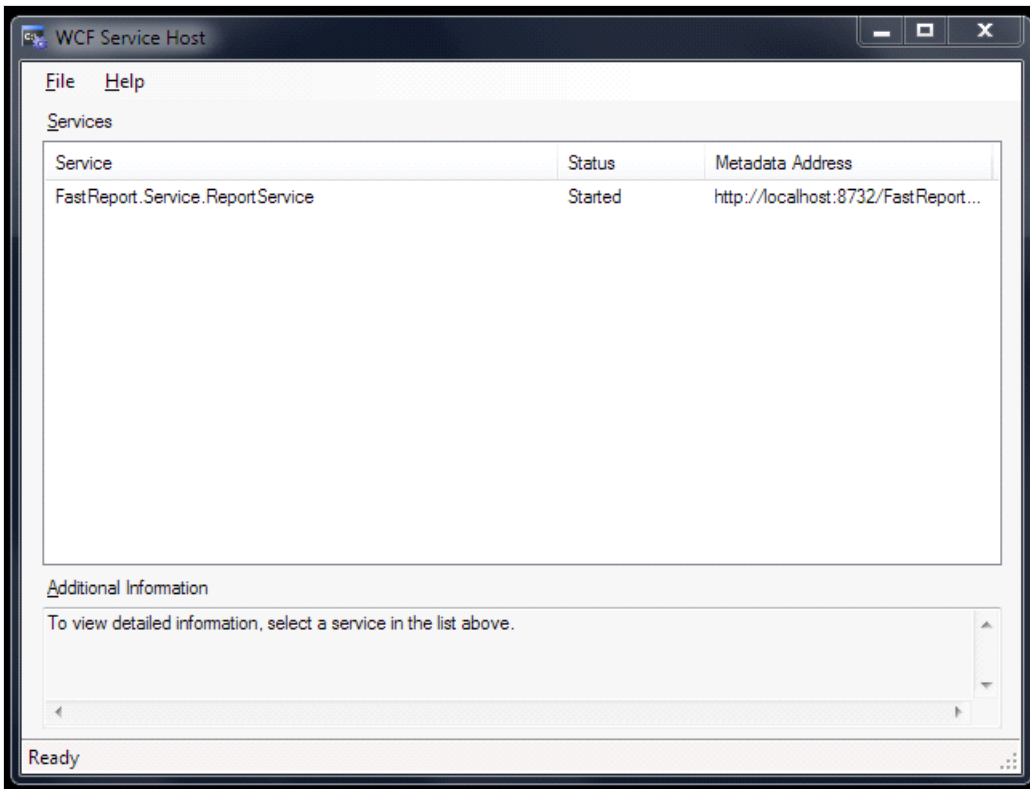 WCF Service Host
File Help
Services
Service Status Metadata Address
FastReport.Service.ReportService Started http://localhost:8732/FastReport...
Additional Information
To view detailed information, select a service in the list above.
Ready